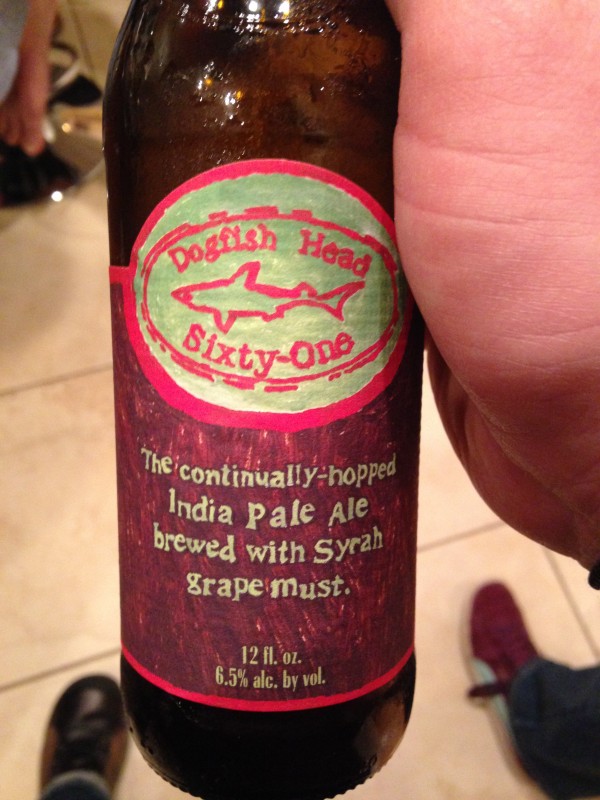 Dogfish Head
Sixty-One
The continually-hopped
India Pale Ale
brewed with Syrah
grape must.
12 fl. oz.
6.5% alc. by vol.